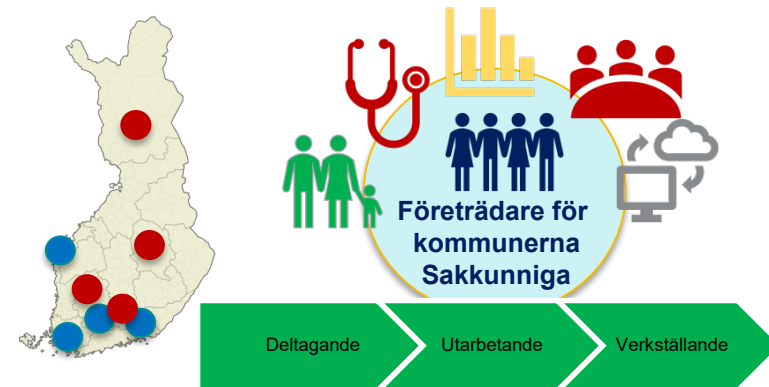 Företrädare för
kommunerna
Sakkunniga
Deltagande
Utarbetande
Verkställande